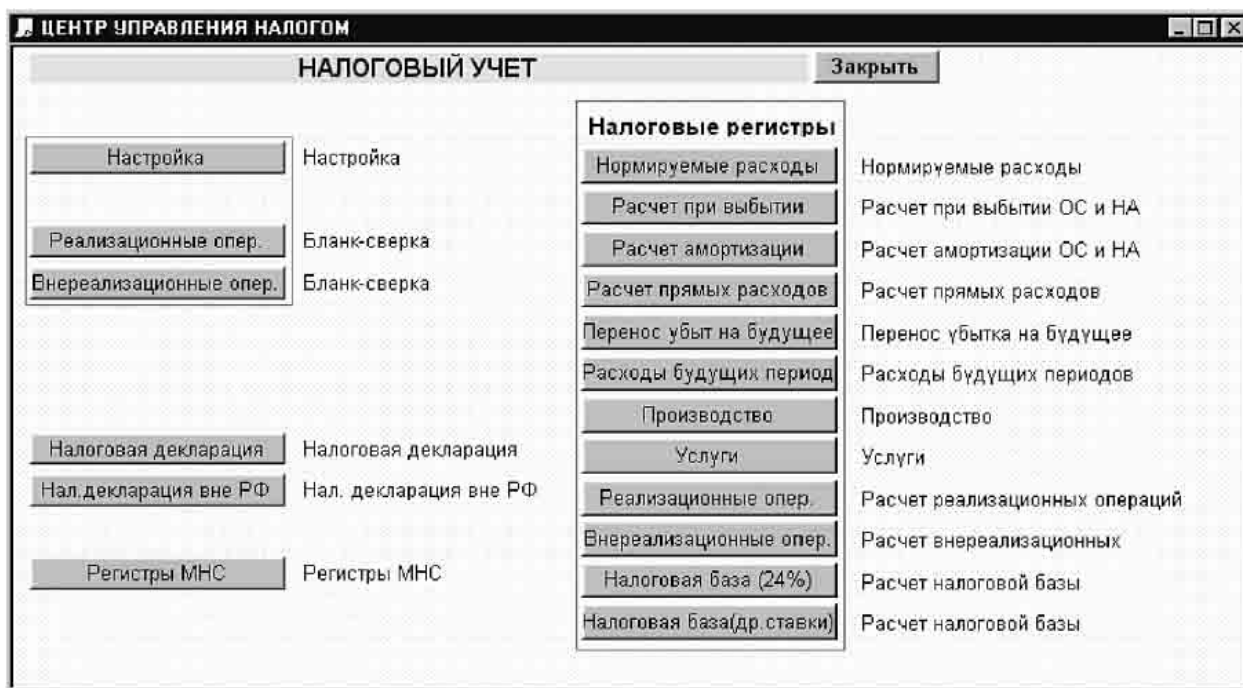 ЦЕНТР УПРАВЛЕНИЯ НАЛОГОМ
НАЛОГОВЫЙ УЧЕТ Закрыть
Настройка Настройка
Реализационные опер. Бланк-сверка
Внереализационные опер. Бланк-сверка
Налоговая декларация Налоговая декларация
Нал.декларация вне РФ Нал. декларация вне РФ
Регистры МНС Регистры МНС
Налоговые регистры
Нормируемые расходы Нормируемые расходы
Расчет при выбытии Расчет при выбытии ОС и НА
Расчет амортизации Расчет амортизации ОС и НА
Расчет прямых расходов Расчет прямых расходов
Перенос убыт на будущее Перенос убытка на будущее
Расходы будущих период Расходы будущих периодов
Производство Производство
Услуги Услуги
Реализационные опер. Расчет реализационных операций
Внереализационные опер. Расчет внереализационных
Налоговая база (24%) Расчет налоговой базы
Налоговая база(др.ставки) Расчет налоговой базы